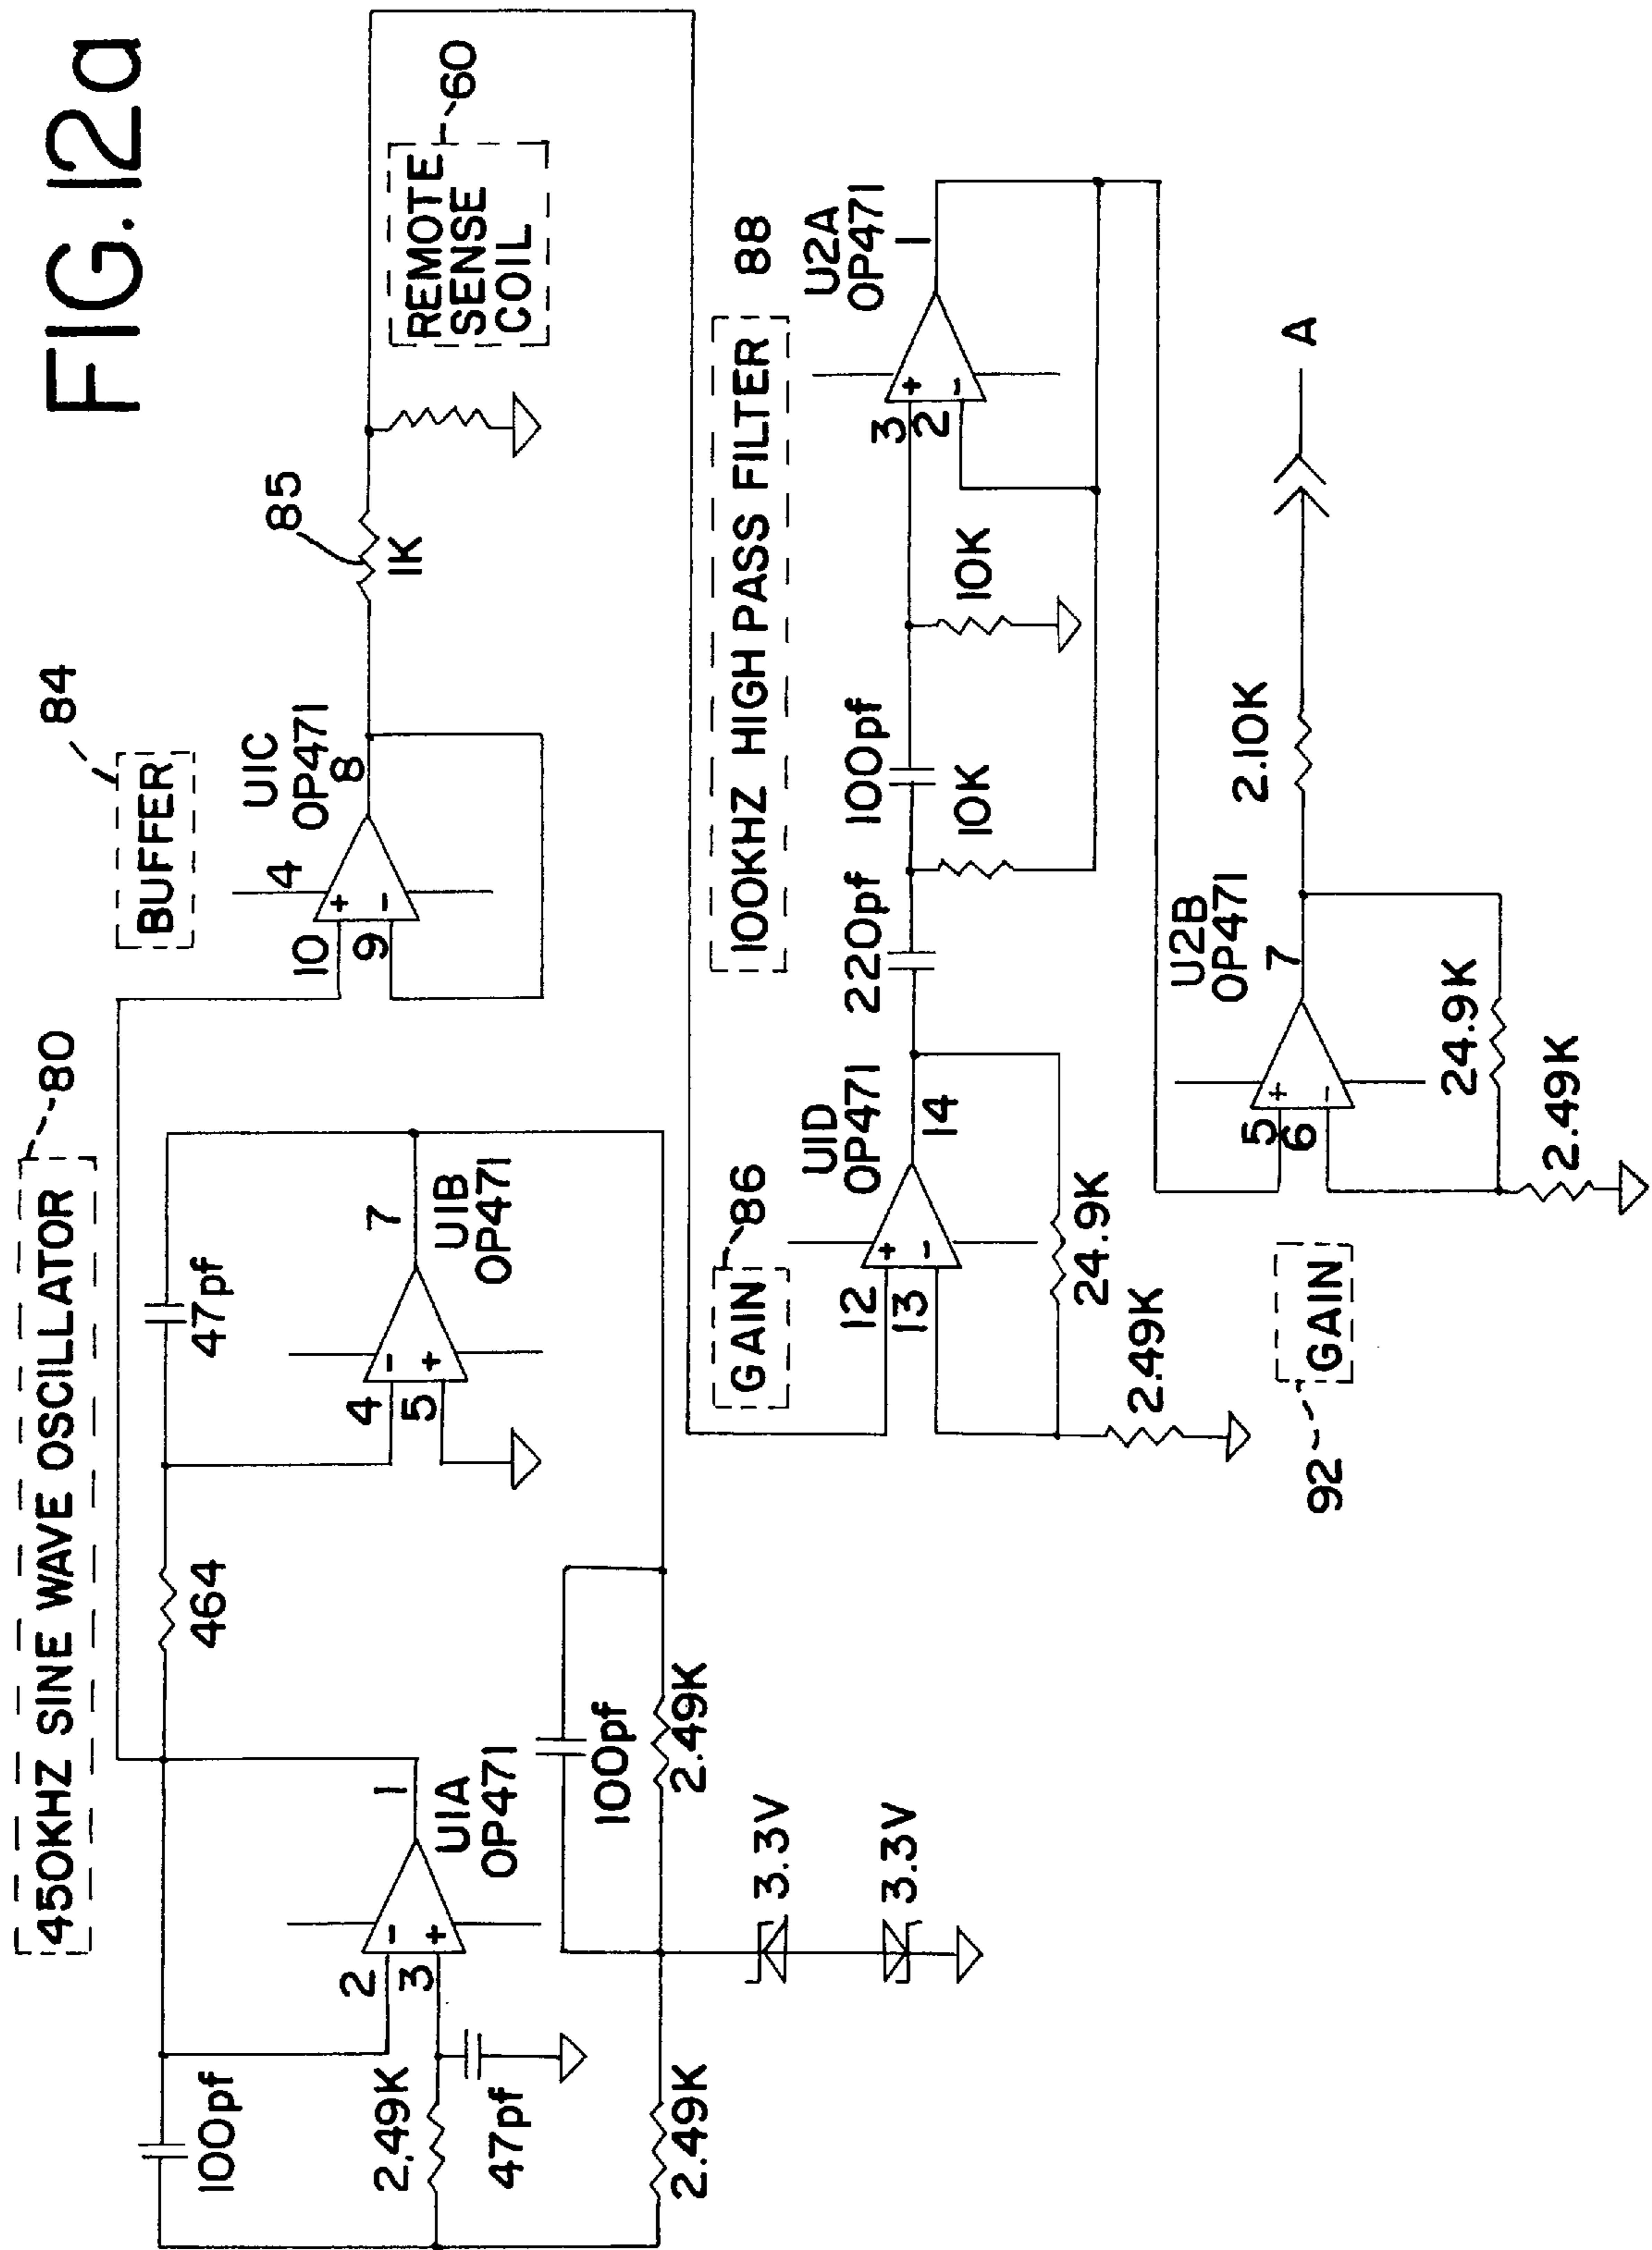 FIG. 12a
450KHZ SINE WAVE OSCILLATOR
80
100pf
2
3
1
U1A
OP471
2.49K
47pf
2.49K
100pf
2.49K
3.3V
3.3V
464
47pf
4
5
7
U1B
OP471
BUFFER
84
10
9
4
8
U1C
OP471
85
1K
REMOTE
SENSE
COIL
60
GAIN
86
12
13
14
U1D
OP471
24.9K
2.49K
100KHZ HIGH PASS FILTER
88
220pf
100pf
10K
10K
3
2
1
U2A
OP471
92
GAIN
5
6
7
U2B
OP471
24.9K
2.49K
2.10K
A